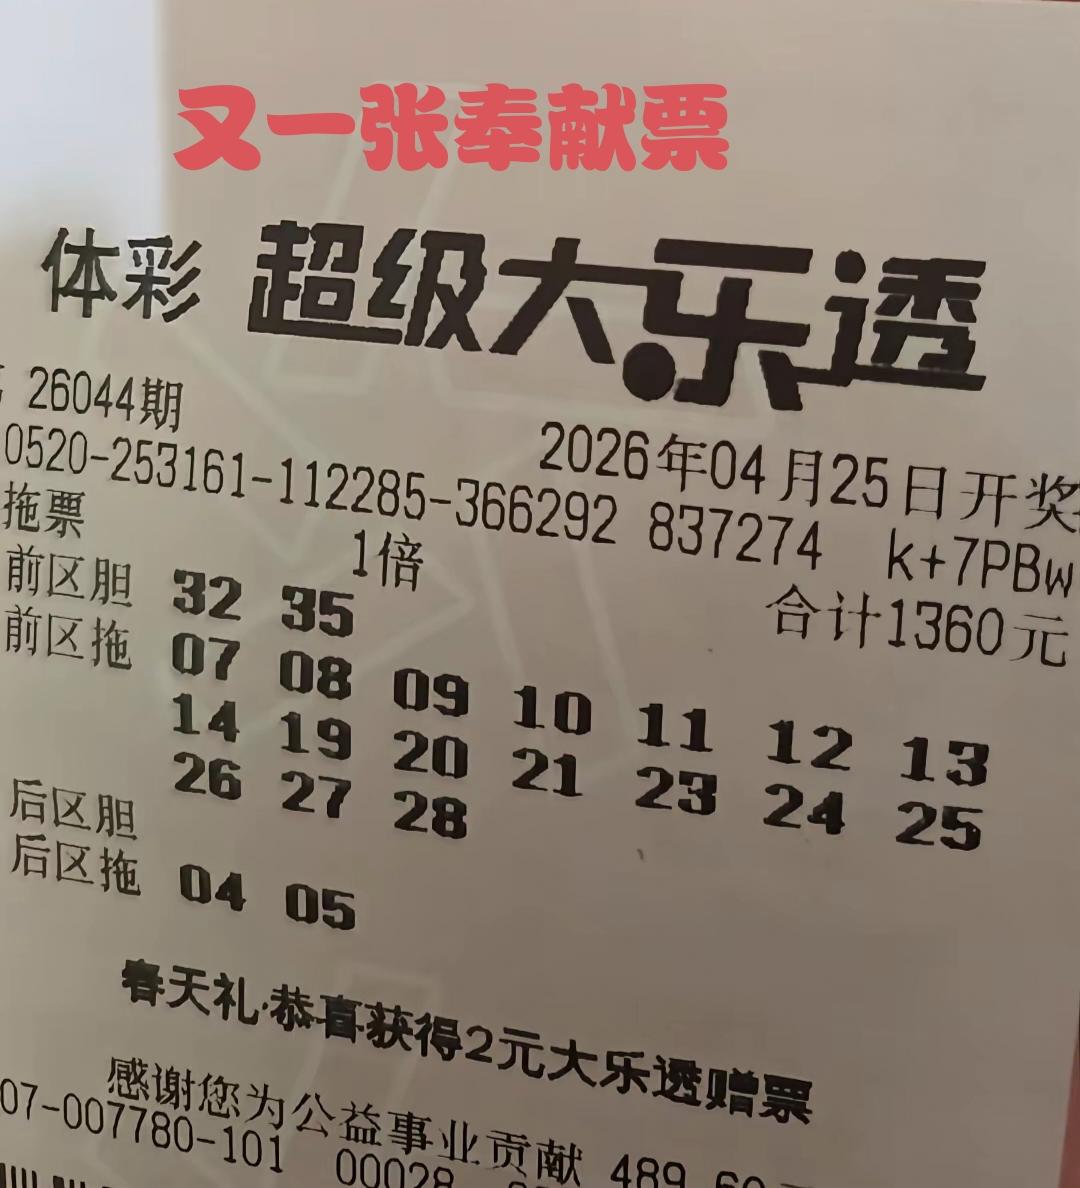 又一张奉献票
体彩 超级大乐透
26044期 2026年04月25日开奖
0520-253161-112285-366292 837274 k+7PBw
拖票 1倍 合计1360元
前区胆 32 35
前区拖 07 08 09 10 11 12 13
14 19 20 21 23 24 25
26 27 28
后区胆
后区拖 04 05
春天礼·恭喜获得2元大乐透赠票
感谢您为公益事业贡献 489.60
07-007780-101 00028